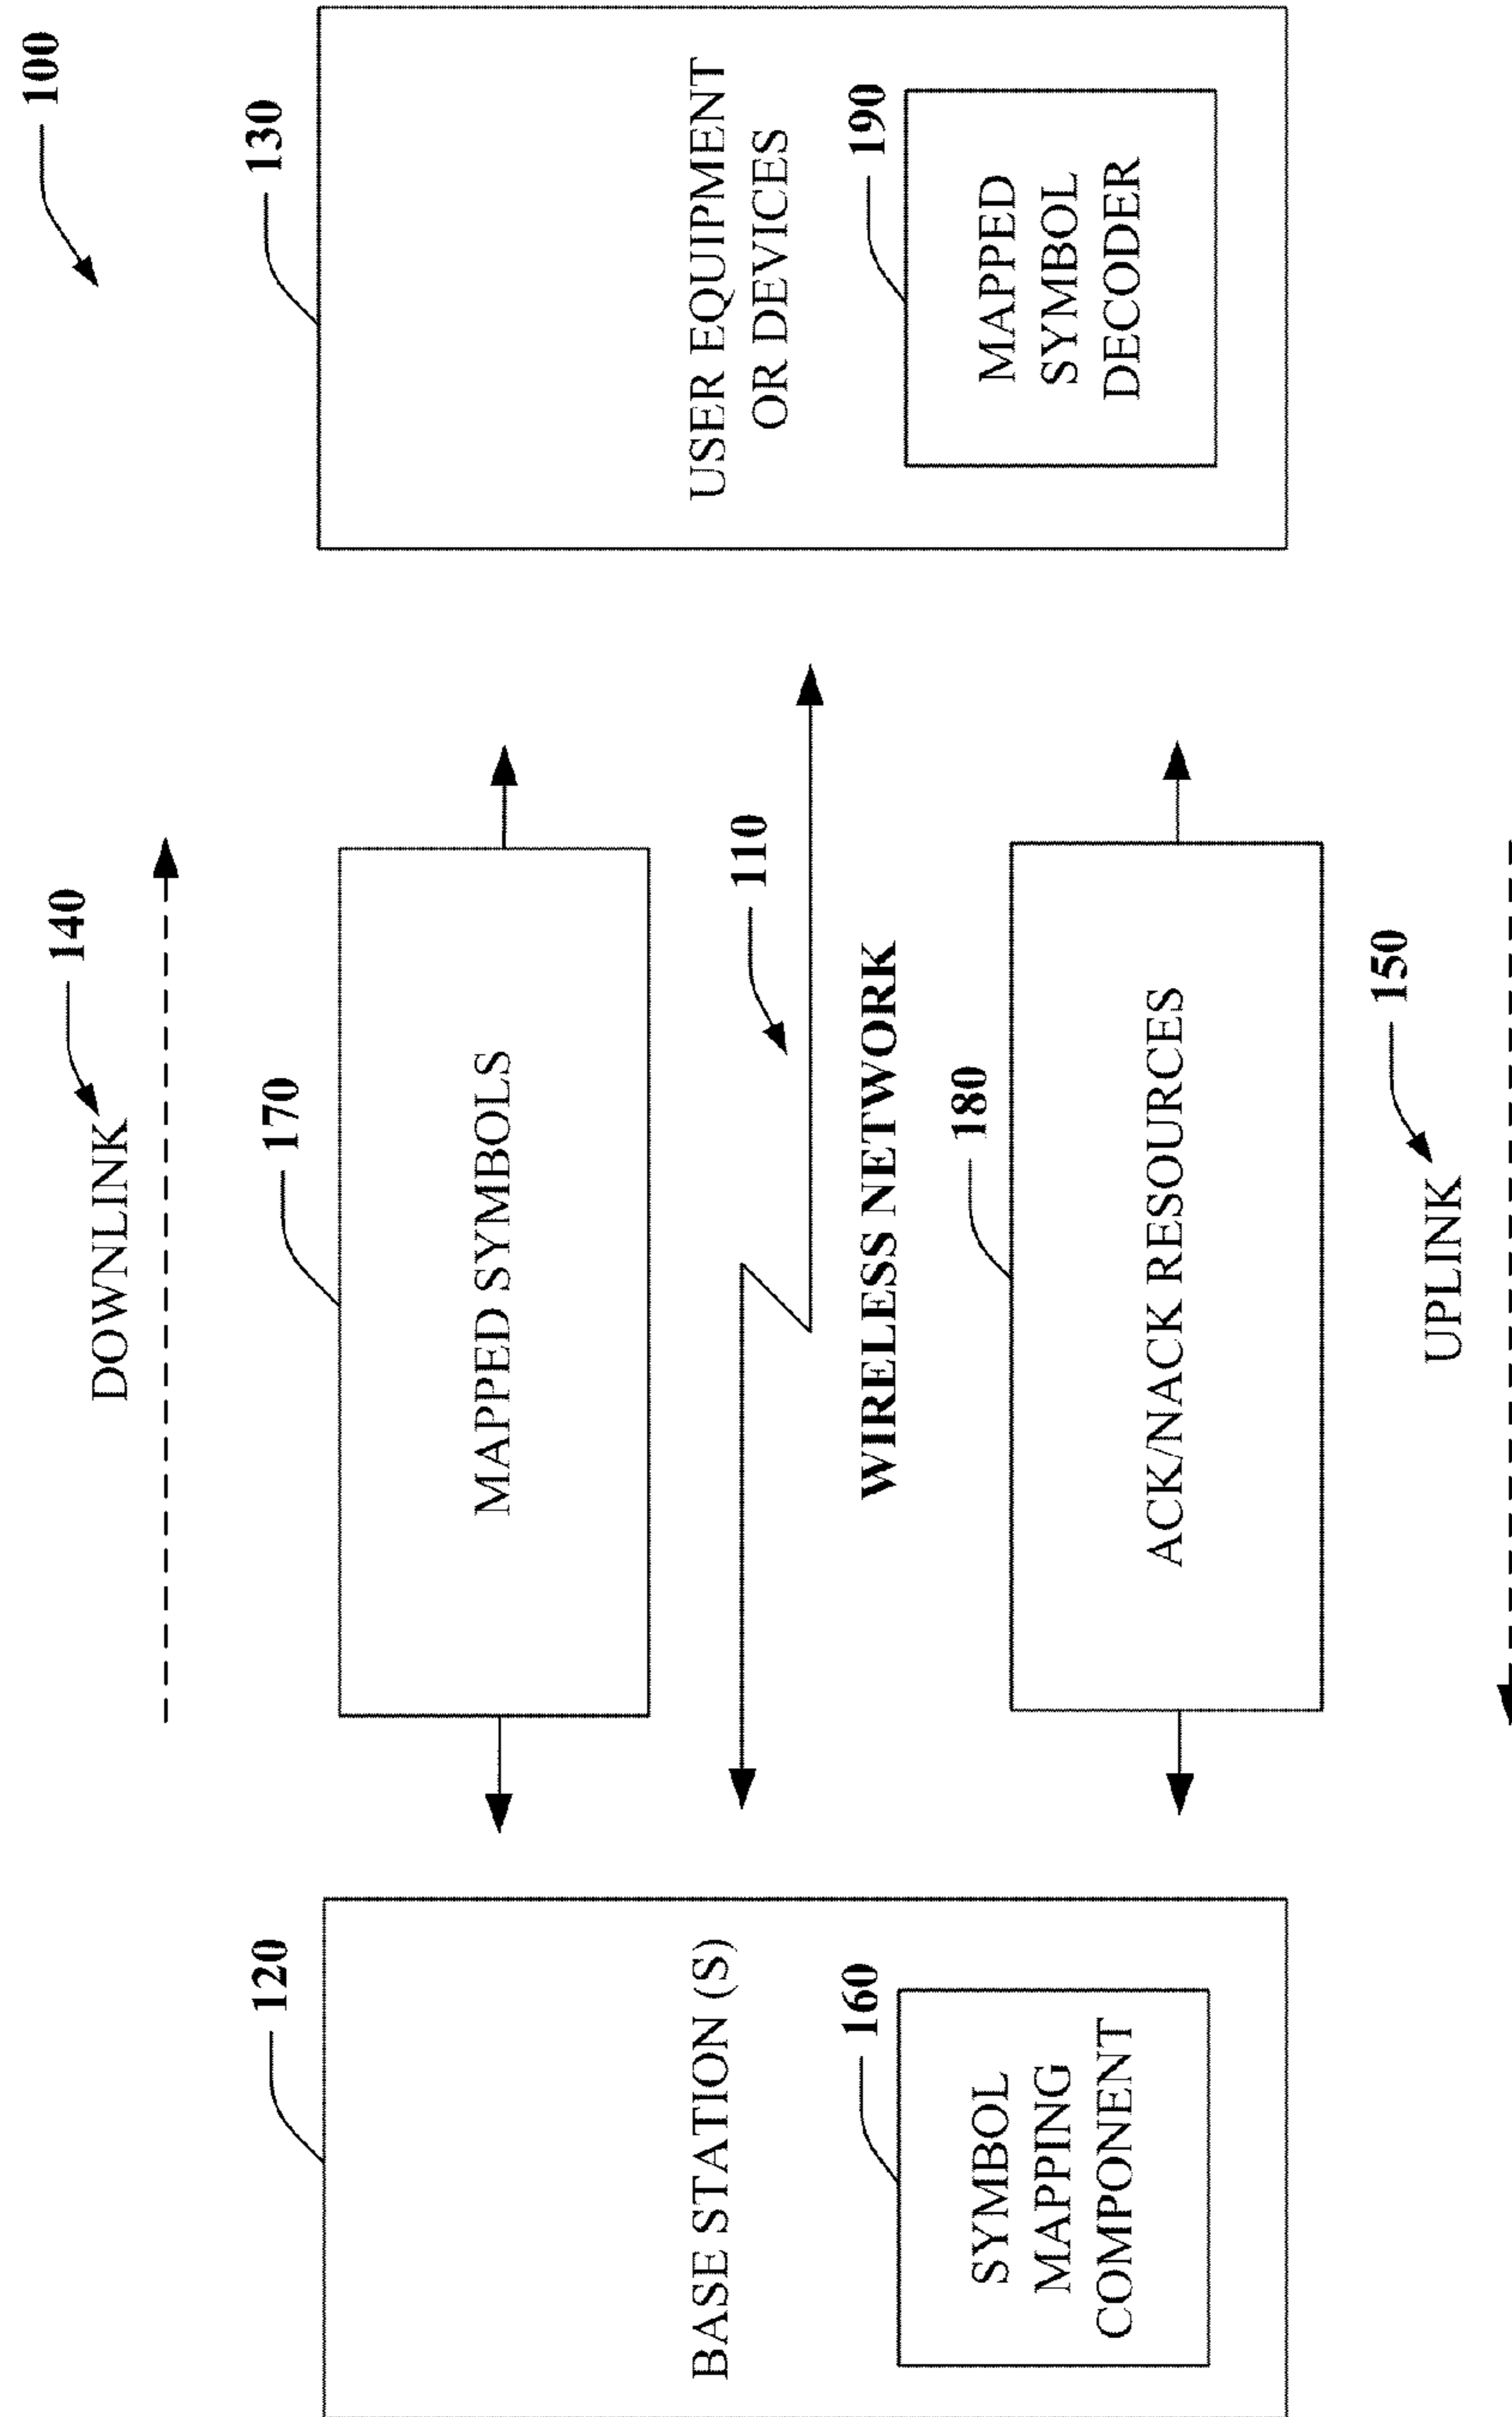 100
DOWNLINK
140
120
BASE STATION (S)
160
SYMBOL
MAPPING
COMPONENT
170
MAPPED SYMBOLS
110
WIRELESS NETWORK
180
ACK/NACK RESOURCES
150
UPLINK
130
USER EQUIPMENT
OR DEVICES
190
MAPPED
SYMBOL
DECODER